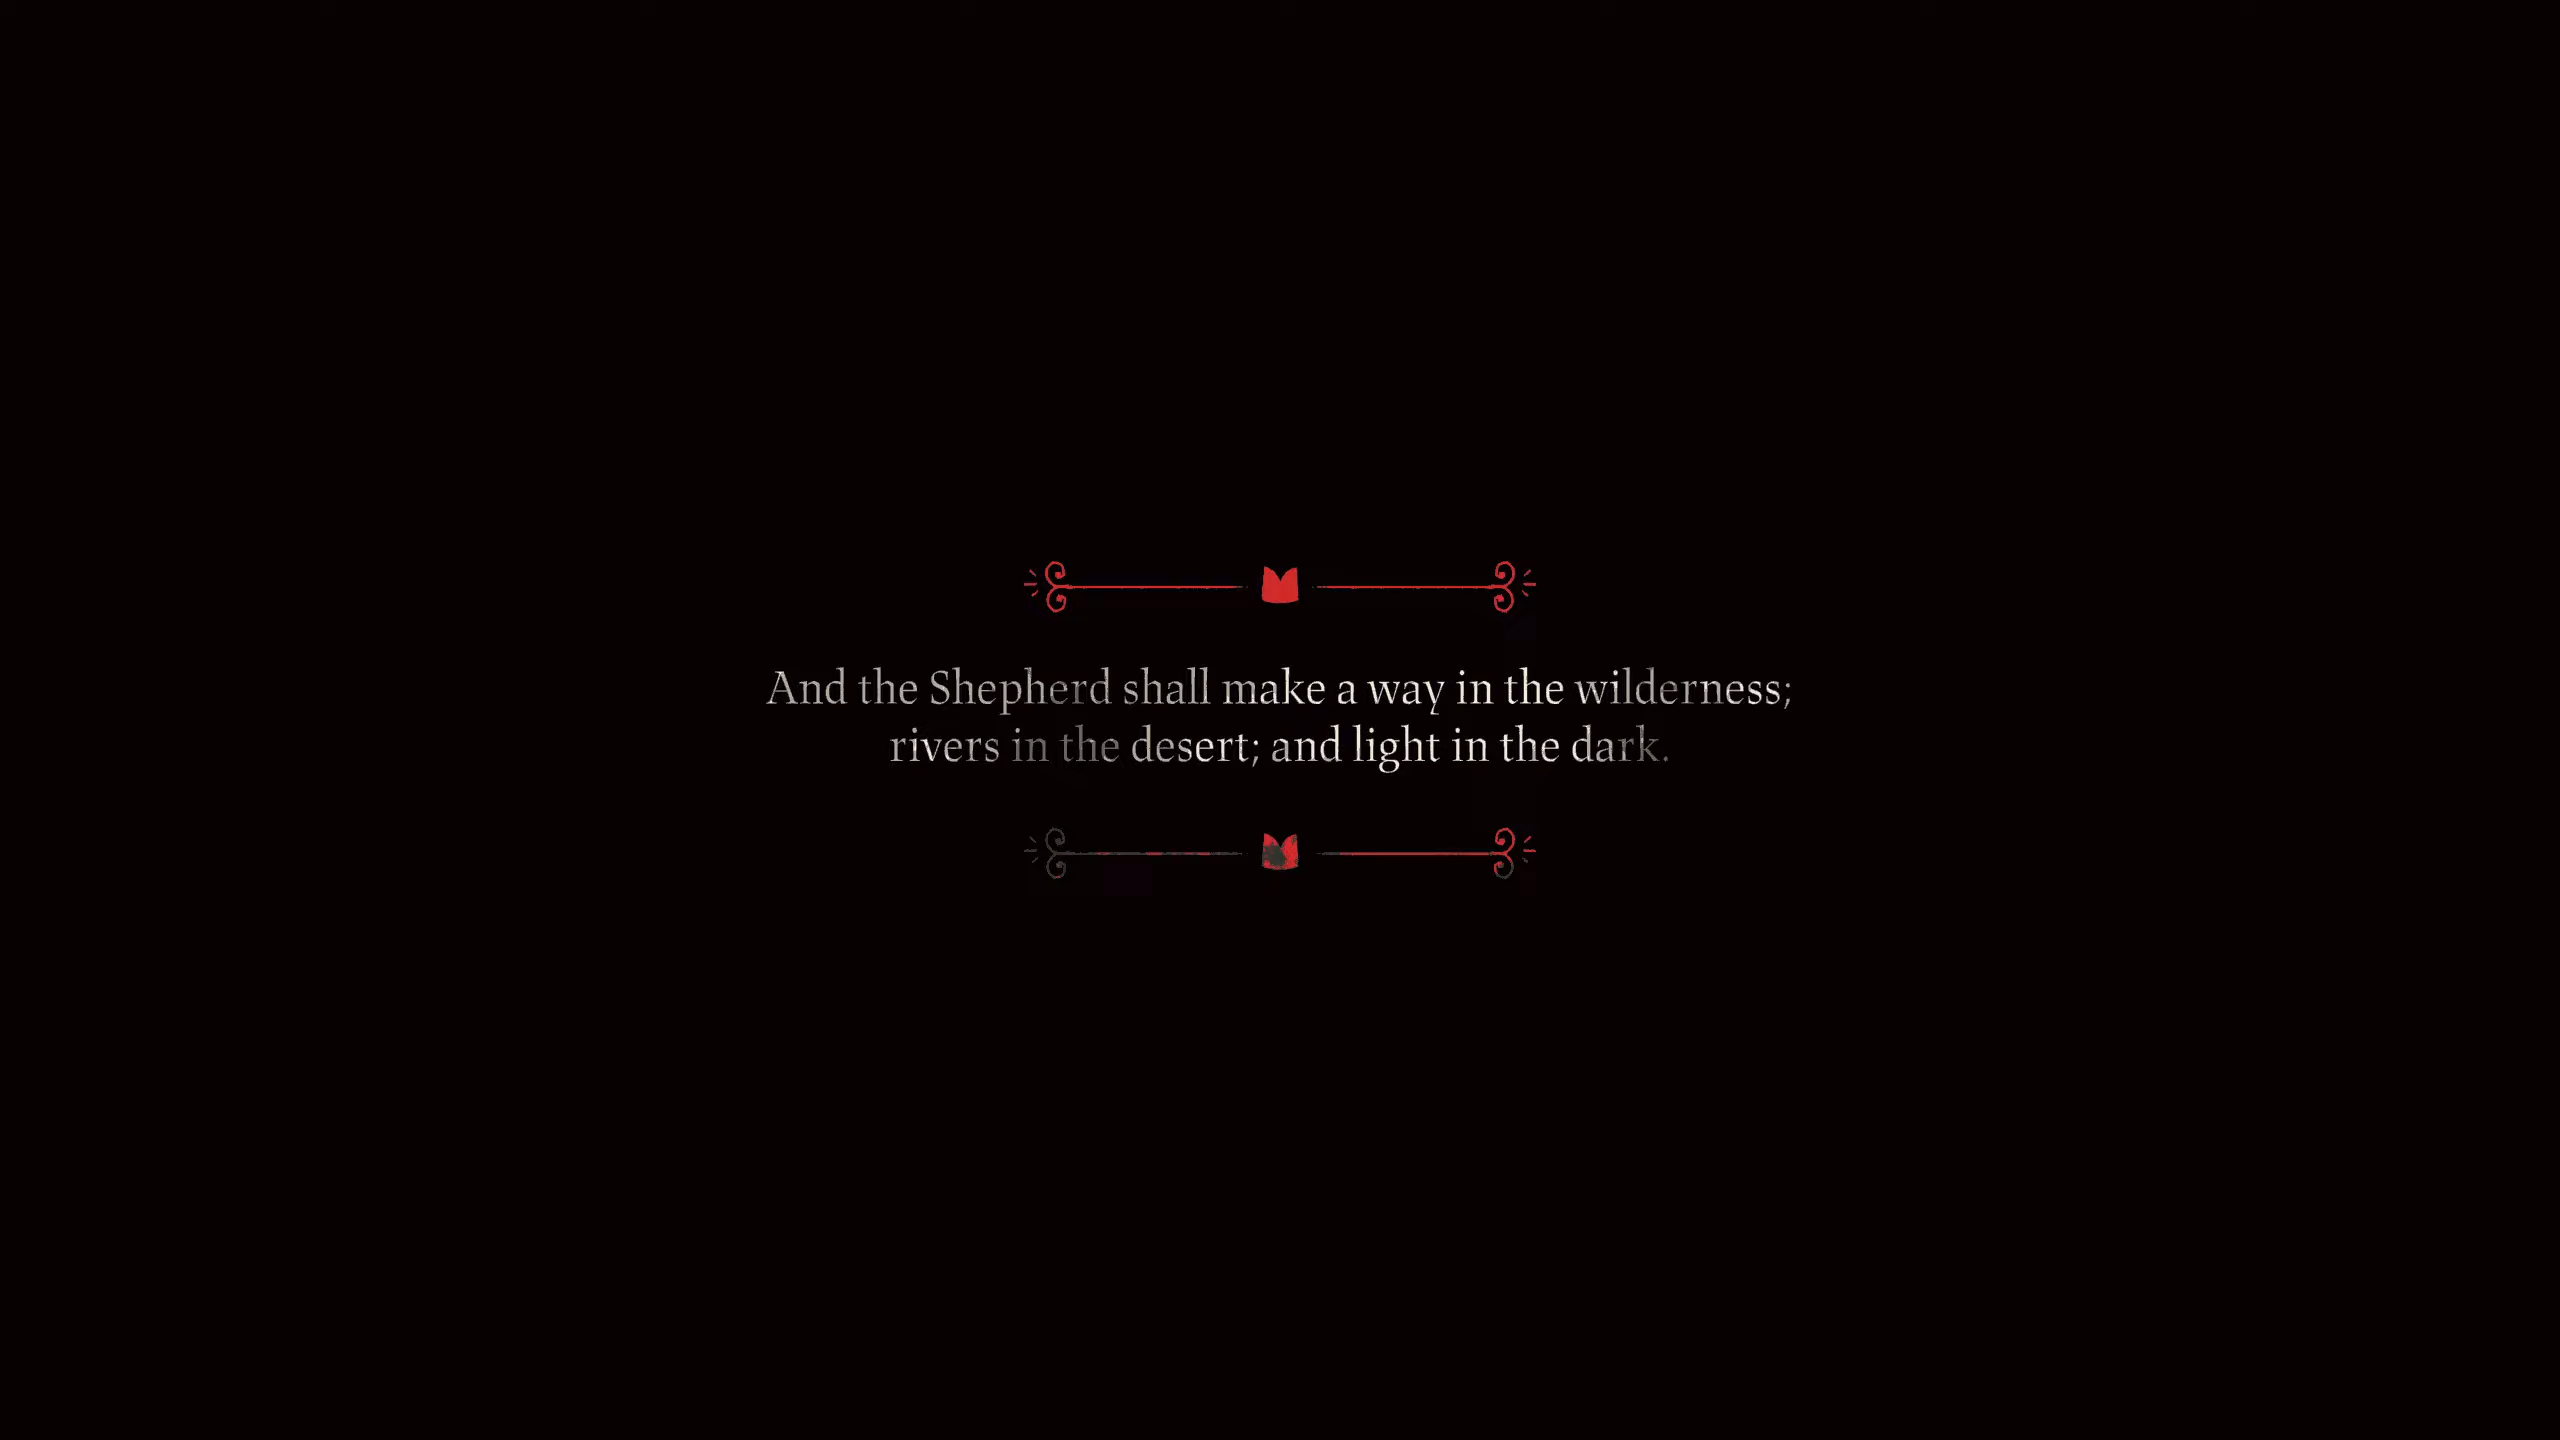 And the Shepherd shall make a way in the wilderness;
rivers in the desert; and light in the dark.